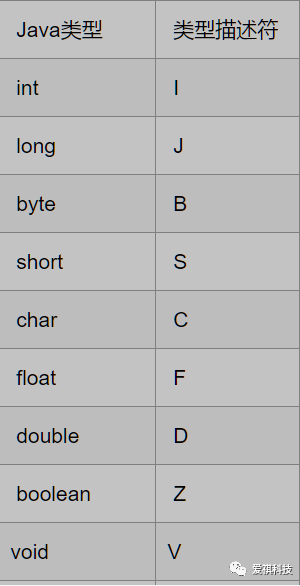 Java类型 类型描述符
int I
long J
byte B
short S
char C
float F
double D
boolean Z
void V
爱祺科技